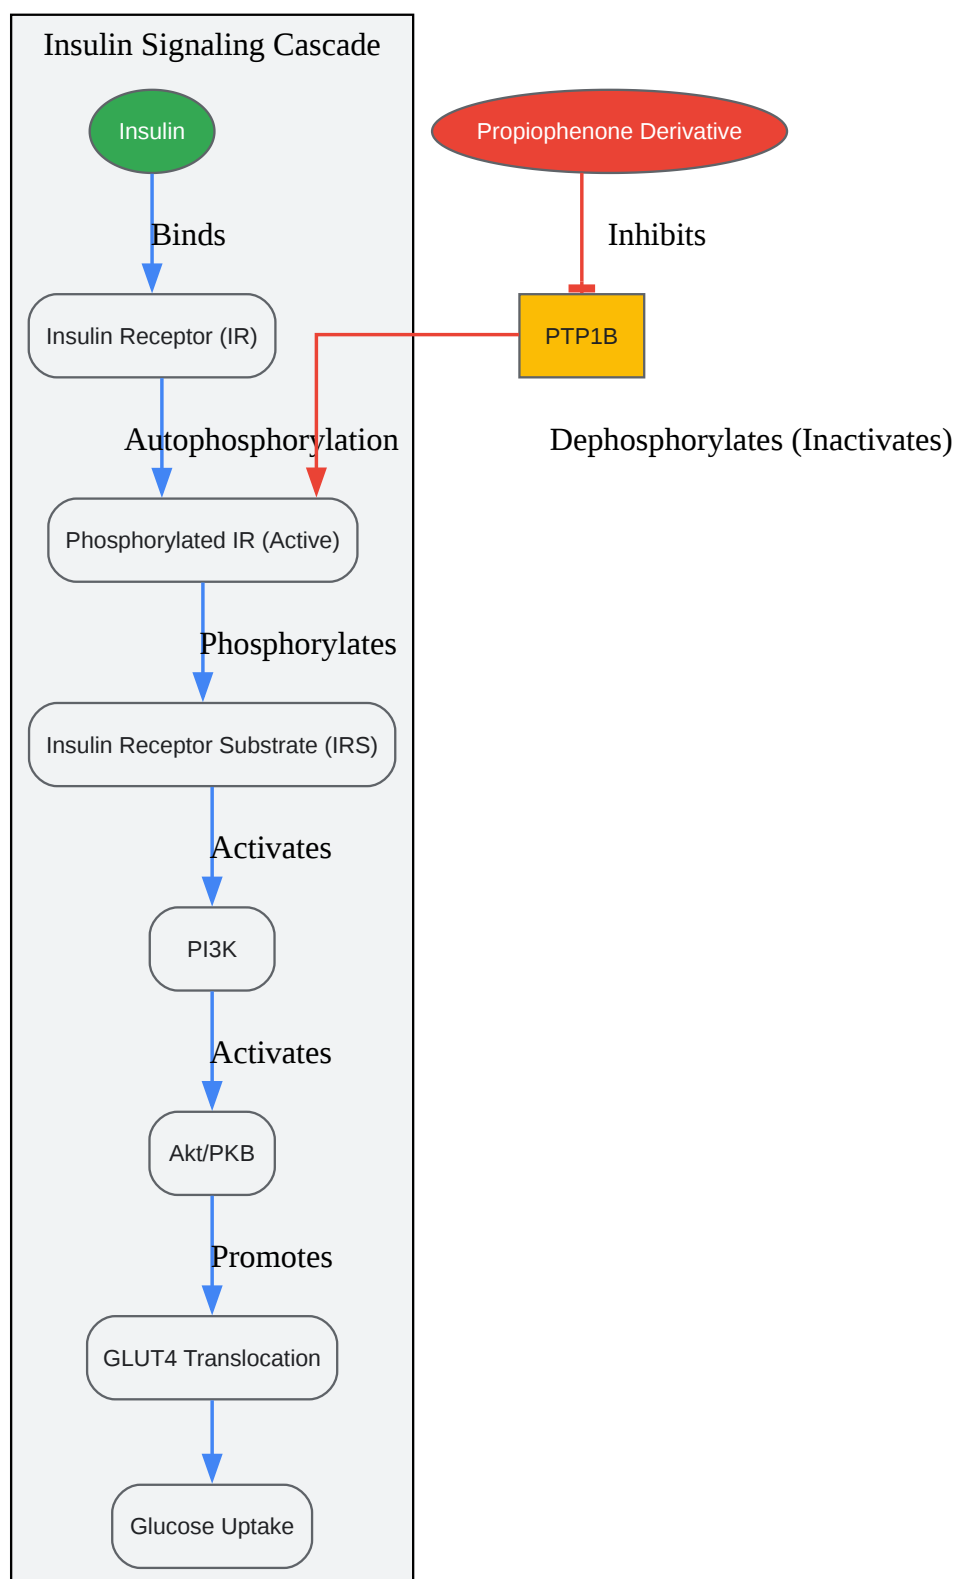 Insulin Signaling Cascade
Insulin
Propiophenone Derivative
Binds
Inhibits
Insulin Receptor (IR)
PTP1B
Autophosphorylation
Dephosphorylates (Inactivates)
Phosphorylated IR (Active)
Phosphorylates
Insulin Receptor Substrate (IRS)
Activates
PI3K
Activates
Akt/PKB
Promotes
GLUT4 Translocation
Glucose Uptake